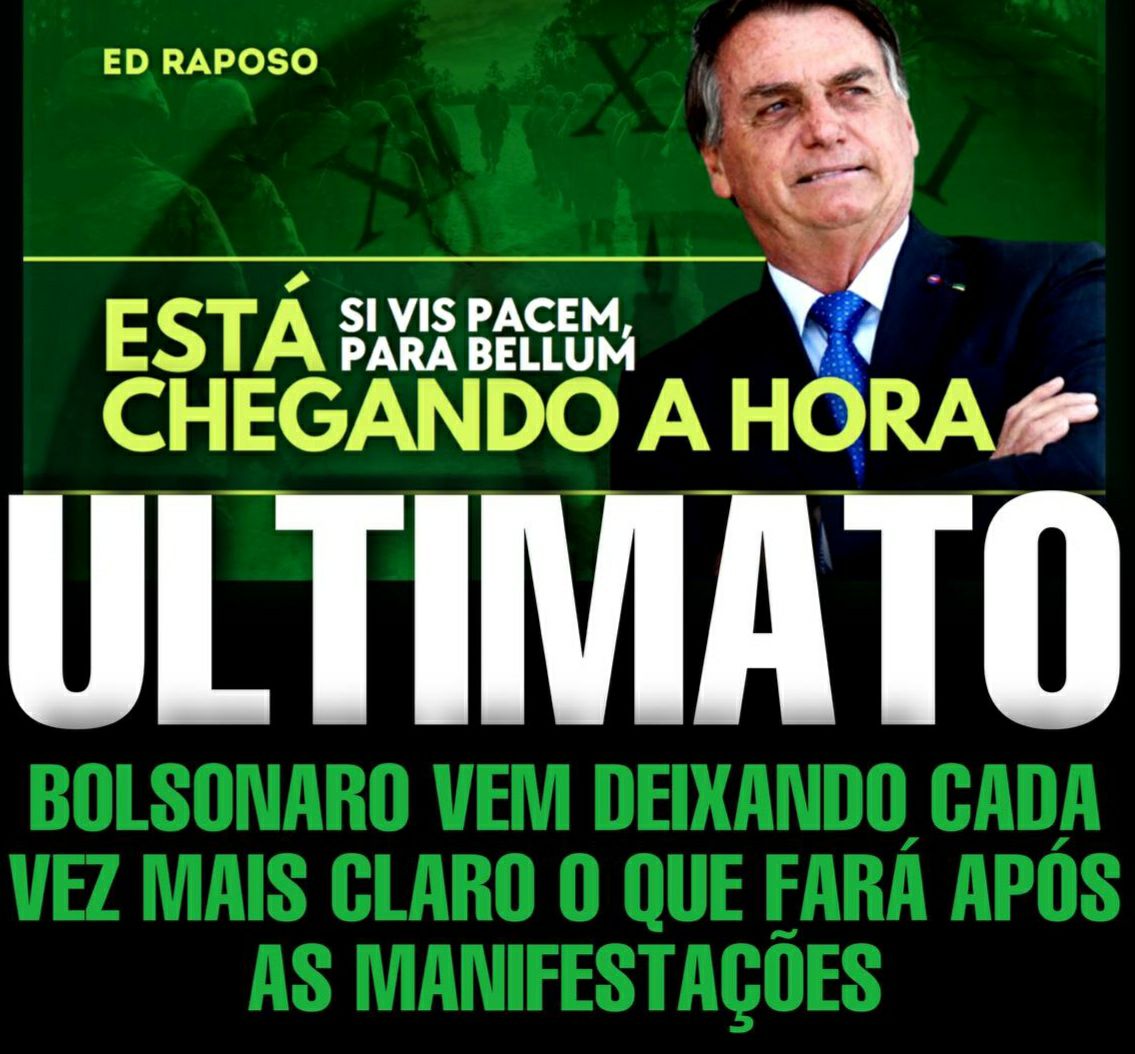 ED RAPOSO
ESTÁ SI VIS PACEM,
PARA BELLUM
CHEGANDO A HORA
ULTIMATO
BOLSONARO VEM DEIXANDO CADA
VEZ MAIS CLARO O QUE FARÁ APÓS
AS MANIFESTAÇÕES